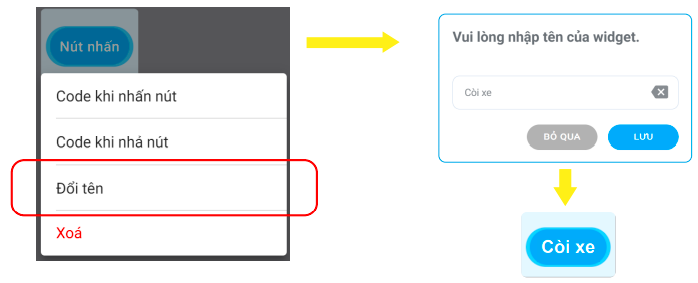 Nút nhấn
Code khi nhấn nút
Code khi nhả nút
Đổi tên
Xoá
Vui lòng nhập tên của widget.
Còi xe
BỎ QUA
LƯU
Còi xe